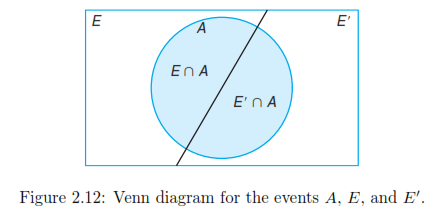 E
E'
A
E ∩ A
E' ∩ A
Figure 2.12: Venn diagram for the events A, E, and E′.